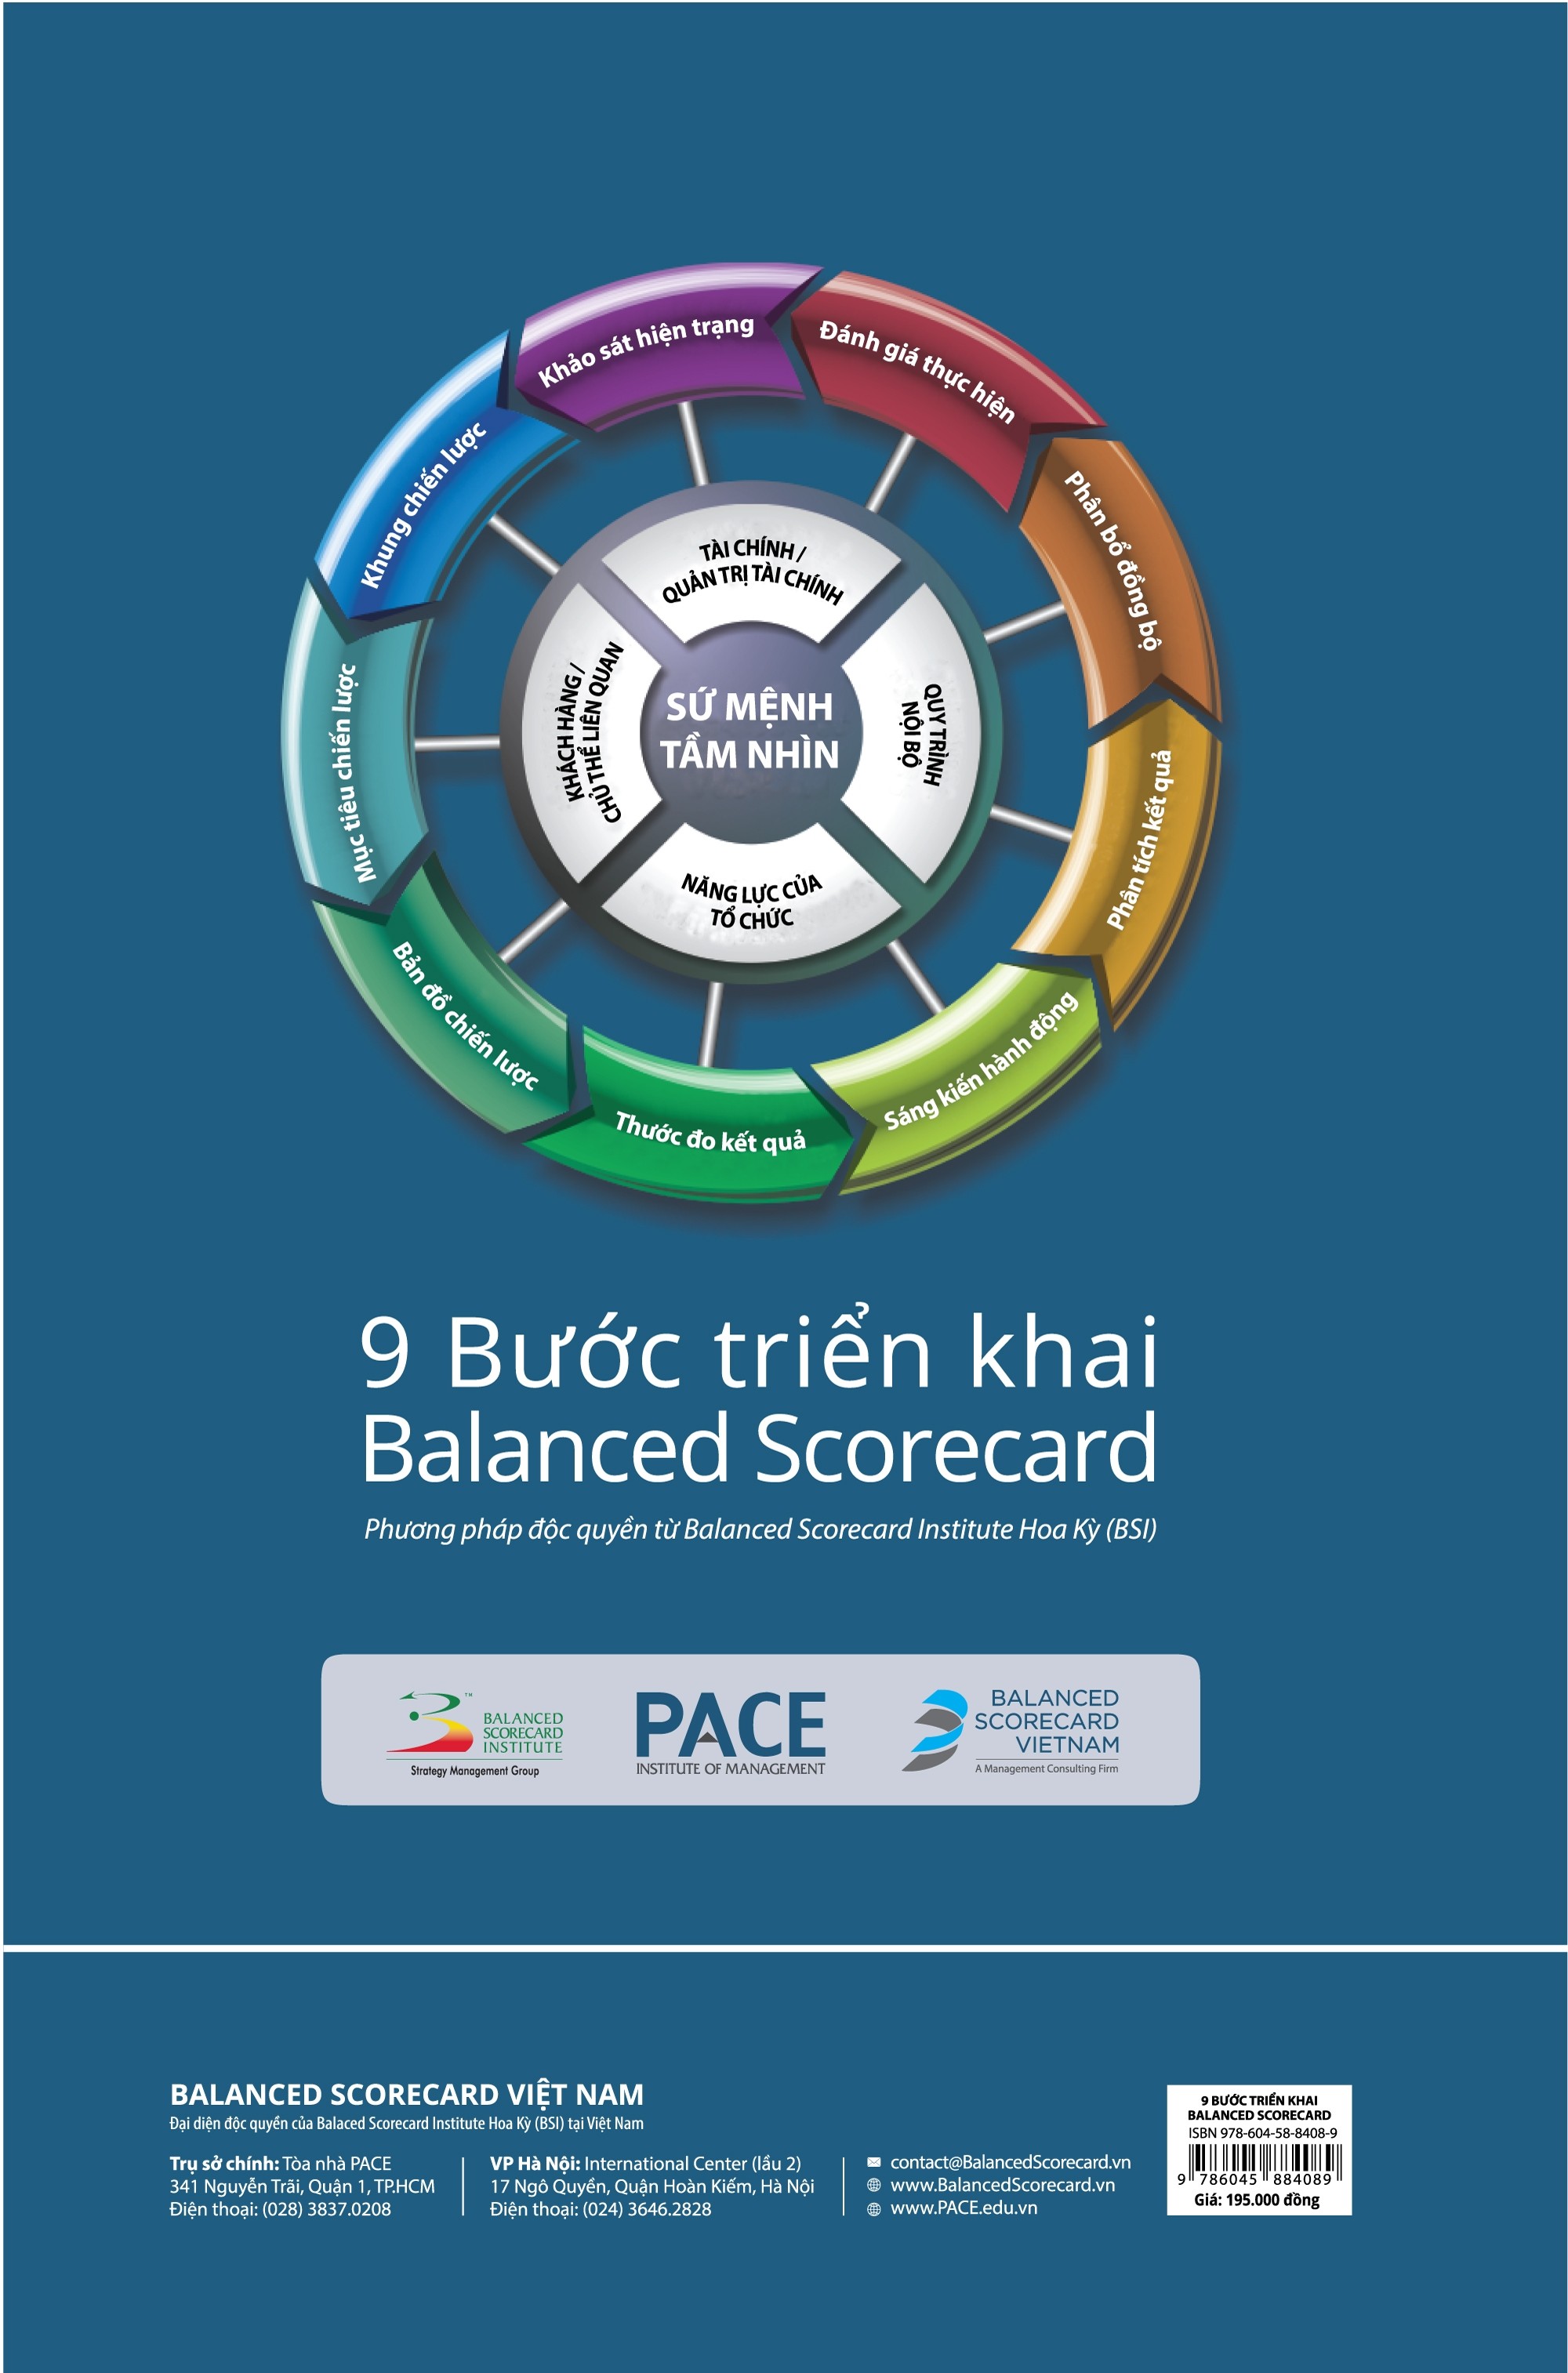 Khảo sát hiện trạng
Đánh giá thực hiện
Khung chiến lược
Phân bổ đồng bộ
Mục tiêu chiến lược
Phân tích kết quả
Bản đồ chiến lược
Sáng kiến hành động
Thước đo kết quả
TÀI CHÍNH /
QUẢN TRỊ TÀI CHÍNH
KHÁCH HÀNG /
CHỦ THỂ LIÊN QUAN
SỨ MỆNH
TẦM NHÌN
QUY TRÌNH
NỘI BỘ
NĂNG LỰC CỦA
TỔ CHỨC
9 Bước triển khai
Balanced Scorecard
Phương pháp độc quyền từ Balanced Scorecard Institute Hoa Kỳ (BSI)
TM
BALANCED
SCORECARD
INSTITUTE
Strategy Management Group
PACE
INSTITUTE OF MANAGEMENT
BALANCED
SCORECARD
VIETNAM
A Management Consulting Firm
BALANCED SCORECARD VIỆT NAM
Đại diện độc quyền của Balaced Scorecard Institute Hoa Kỳ (BSI) tại Việt Nam
Trụ sở chính: Tòa nhà PACE
341 Nguyễn Trãi, Quận 1, TP.HCM
Điện thoại: (028) 3837.0208
VP Hà Nội: International Center (lầu 2)
17 Ngô Quyền, Quận Hoàn Kiếm, Hà Nội
Điện thoại: (024) 3646.2828
contact@BalancedScorecard.vn
www.BalancedScorecard.vn
www.PACE.edu.vn
9 BƯỚC TRIỂN KHAI
BALANCED SCORECARD
ISBN 978-604-58-8408-9
9 786045 884089
Giá: 195.000 đồng